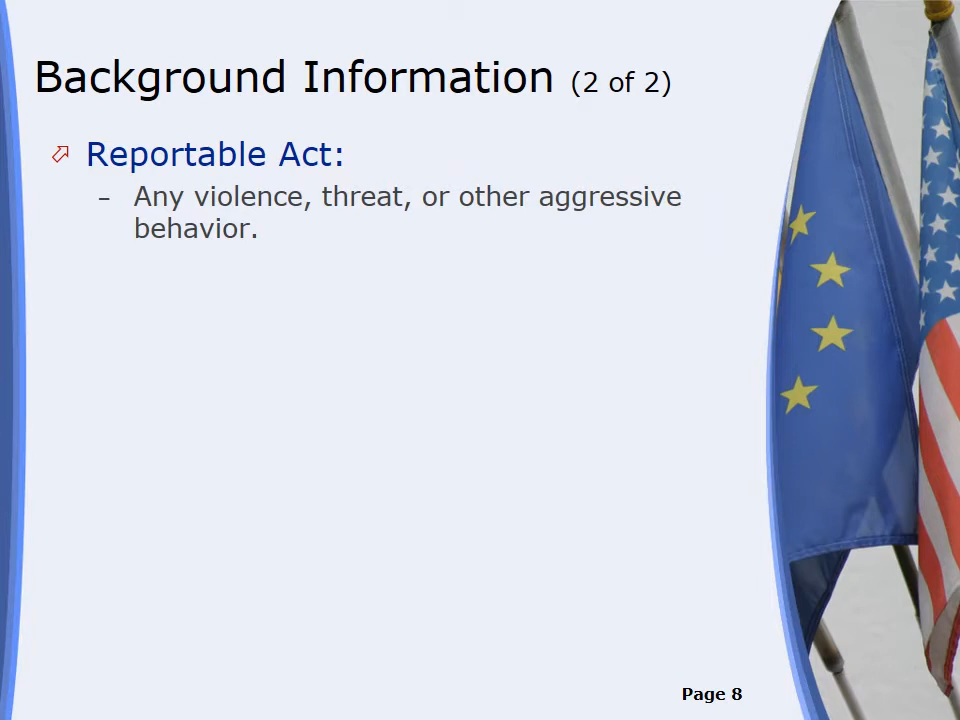 Background Information (2 of 2)
Reportable Act:
– Any violence, threat, or other aggressive
behavior.
Page 8